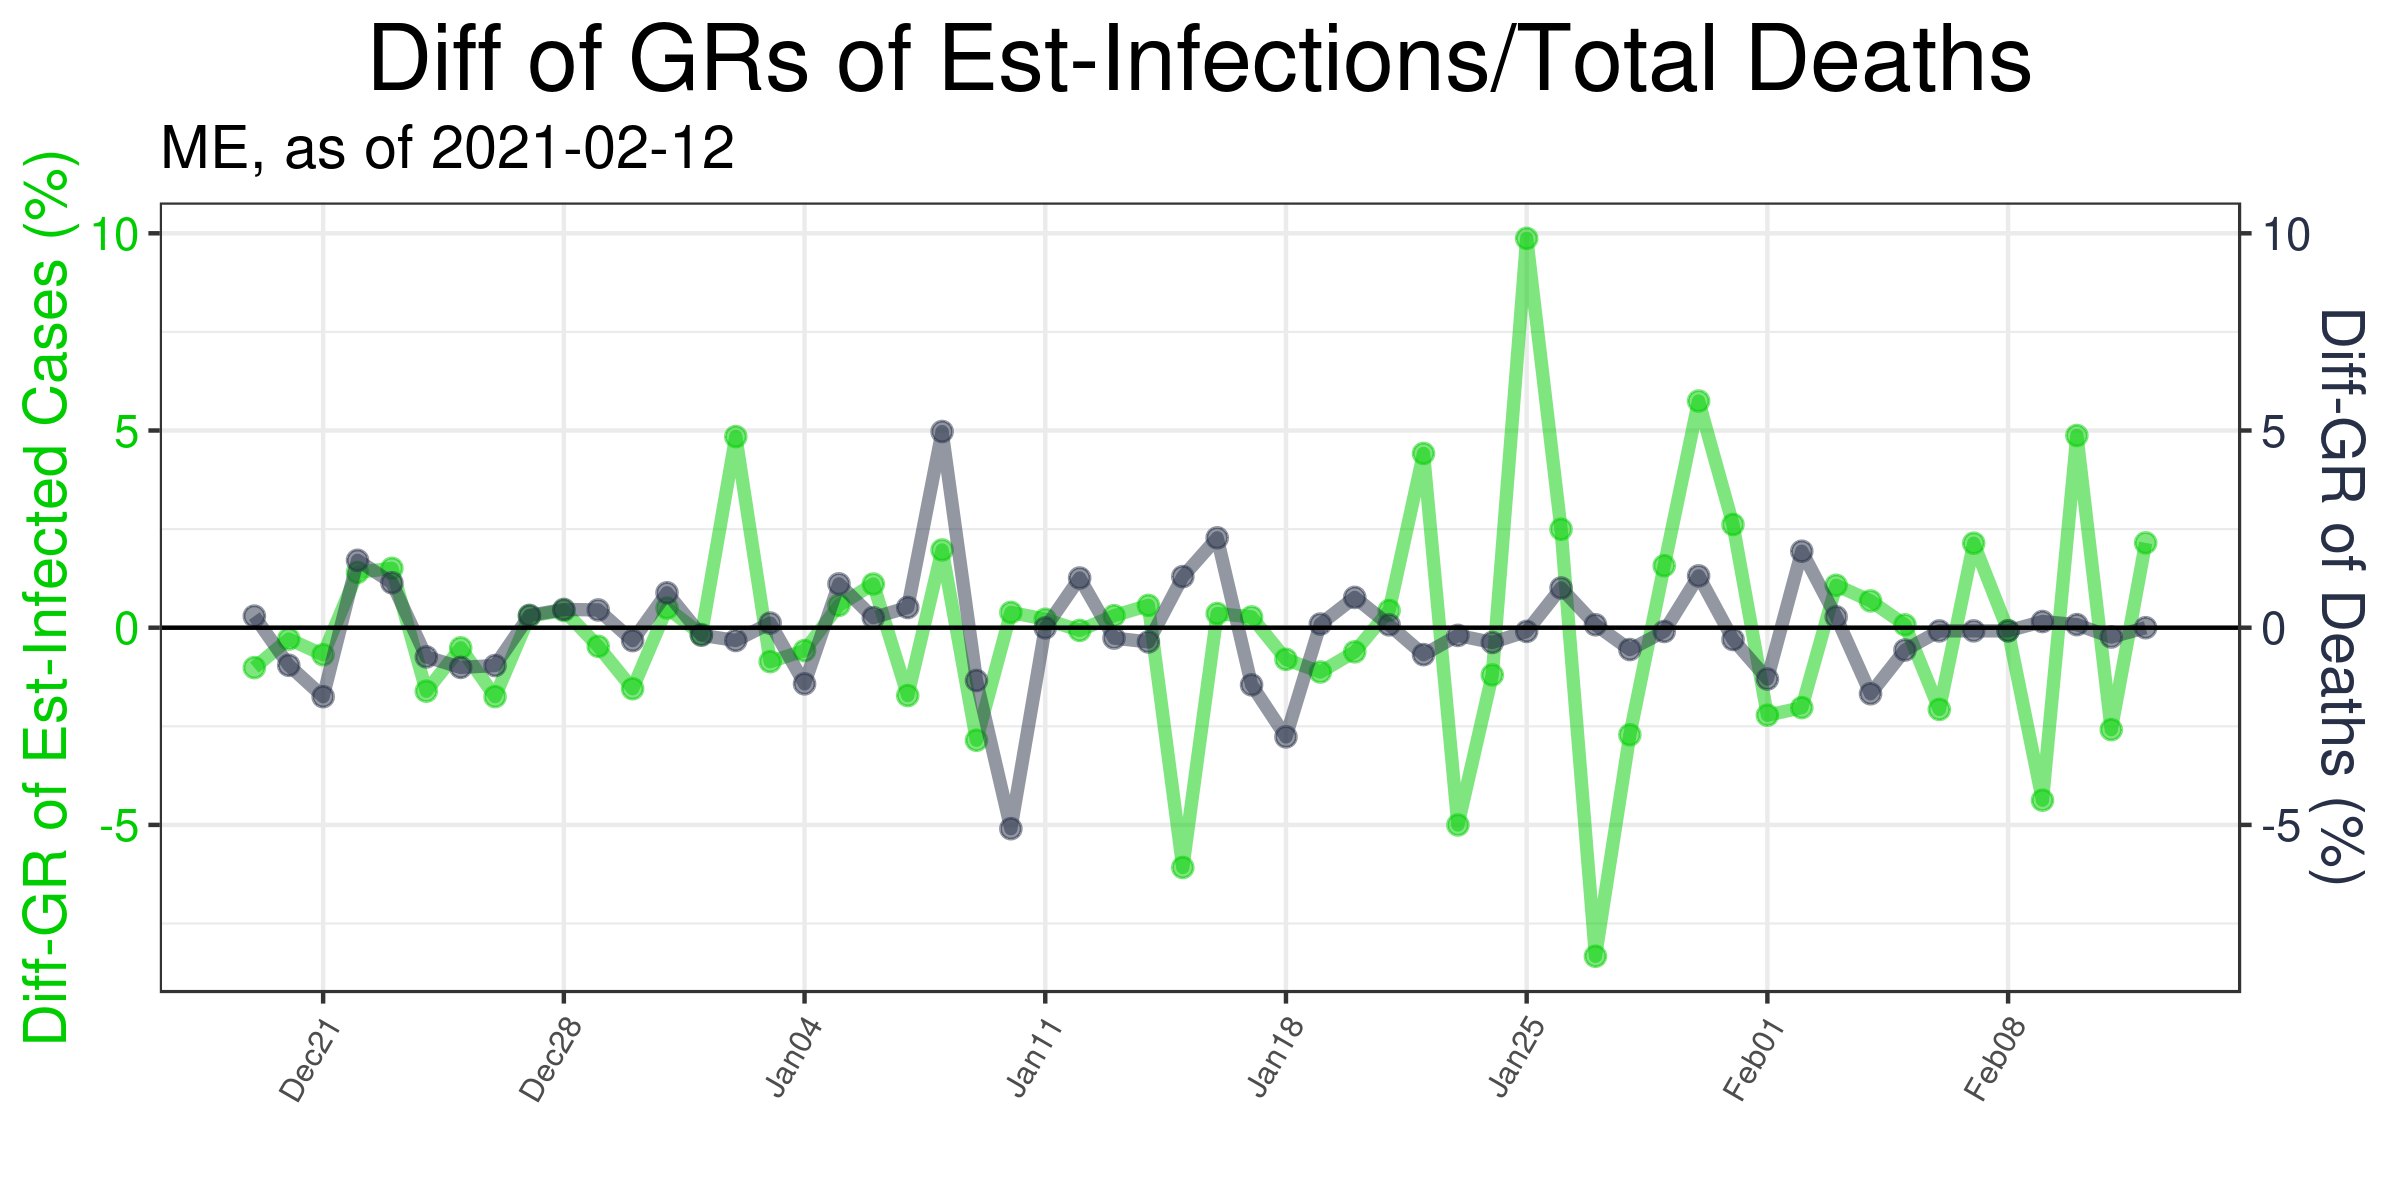 Diff of GRs of Est-Infections/Total Deaths
ME, as of 2021-02-12
Diff-GR of Est-Infected Cases (%)
10
5
0
-5
10
5
0
-5
Diff-GR of Deaths (%)
Dec21
Dec28
Jan04
Jan11
Jan18
Jan25
Feb01
Feb08